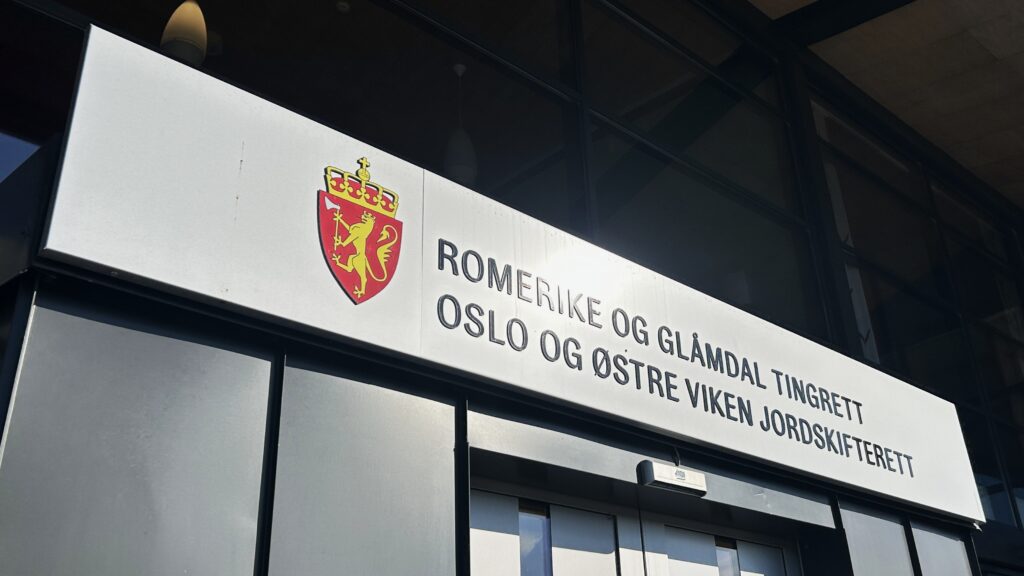 ROMERIKE OG GLÅMDAL TINGRETT
OSLO OG ØSTRE VIKEN JORDSKIFTERETT